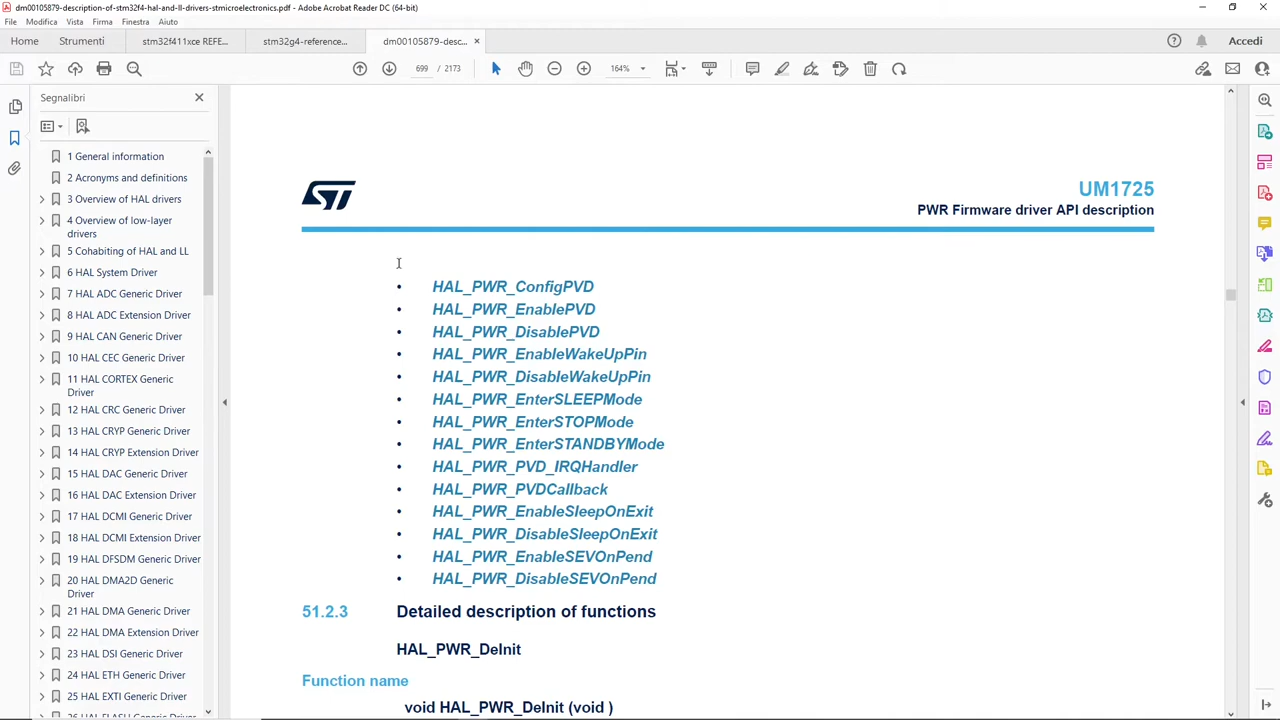 dm00105879-description-of-stm32f4-hal-and-ll-drivers-stmicroelectronics.pdf - Adobe Acrobat Reader DC (64-bit)
File Modifica Vista Firma Finestra Aiuto
Home Strumenti stm32f411xce REFE... stm32g4-reference... dm00105879-desc... × Accedi
699 / 2173 164%
Segnalibri
1 General information
2 Acronyms and definitions
3 Overview of HAL drivers
4 Overview of low-layer
drivers
5 Cohabiting of HAL and LL
6 HAL System Driver
7 HAL ADC Generic Driver
8 HAL ADC Extension Driver
9 HAL CAN Generic Driver
10 HAL CEC Generic Driver
11 HAL CORTEX Generic
Driver
12 HAL CRC Generic Driver
13 HAL CRYP Generic Driver
14 HAL CRYP Extension Driver
15 HAL DAC Generic Driver
16 HAL DAC Extension Driver
17 HAL DCMI Generic Driver
18 HAL DCMI Extension Driver
19 HAL DFSDM Generic Driver
20 HAL DMA2D Generic
Driver
21 HAL DMA Generic Driver
22 HAL DMA Extension Driver
23 HAL DSI Generic Driver
24 HAL ETH Generic Driver
25 HAL EXTI Generic Driver
26 HAL FLASH Generic Driver
ST
UM1725
PWR Firmware driver API description
• HAL_PWR_ConfigPVD
• HAL_PWR_EnablePVD
• HAL_PWR_DisablePVD
• HAL_PWR_EnableWakeUpPin
• HAL_PWR_DisableWakeUpPin
• HAL_PWR_EnterSLEEPMode
• HAL_PWR_EnterSTOPMode
• HAL_PWR_EnterSTANDBYMode
• HAL_PWR_PVD_IRQHandler
• HAL_PWR_PVDCallback
• HAL_PWR_EnableSleepOnExit
• HAL_PWR_DisableSleepOnExit
• HAL_PWR_EnableSEVOnPend
• HAL_PWR_DisableSEVOnPend
51.2.3 Detailed description of functions
HAL_PWR_DeInit
Function name
void HAL_PWR_DeInit (void )